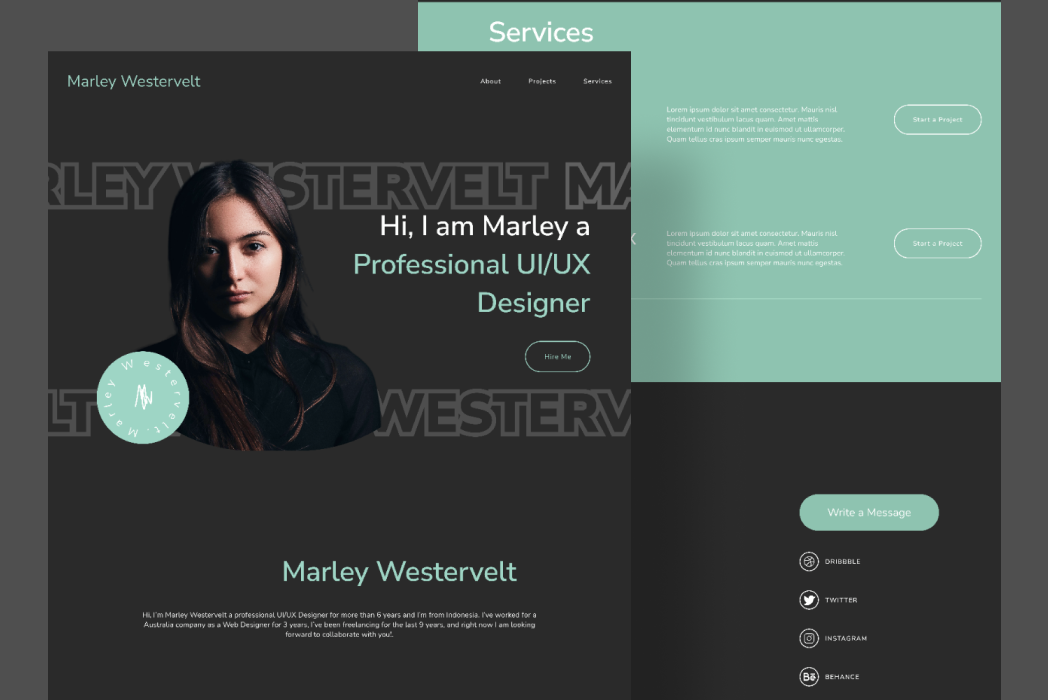 Services
Marley Westervelt
About
Projects
Services
Lorem ipsum dolor sit amet consectetur. Mauris nisl
tincidunt vestibulum lacus quam. Amet mattis
elementum id nunc blandit in euismod ut ullamcorper.
Quam tellus cras ipsum semper mauris nunc egestas.
Start a Project
RLEY WESTERVELT MA
Hi, I am Marley a
Professional UI/UX
Designer
Hire Me
Lorem ipsum dolor sit amet consectetur. Mauris nisl
tincidunt vestibulum lacus quam. Amet mattis
elementum id nunc blandit in euismod ut ullamcorper.
Quam tellus cras ipsum semper mauris nunc egestas.
Start a Project
Marley Westervelt.
LT WESTERV
Write a Message
DRIBBBLE
TWITTER
INSTAGRAM
Bē BEHANCE
Marley Westervelt
Hi, I'm Marley Westervelt a professional UI/UX Designer for more than 6 years and I'm from Indonesia. I've worked for a
Australia company as a Web Designer for 3 years, I've been freelancing for the last 9 years, and right now I am looking
forward to collaborate with you!.